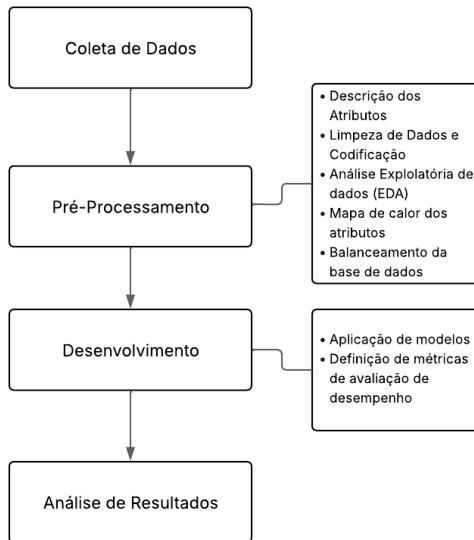 Coleta de Dados
Pré-Processamento
• Descrição dos
Atributos
• Limpeza de Dados e
Codificação
• Análise Explolatória de
dados (EDA)
• Mapa de calor dos
atributos
• Balanceamento da
base de dados
Desenvolvimento
• Aplicação de modelos
• Definição de métricas
de avaliação de
desempenho
Análise de Resultados